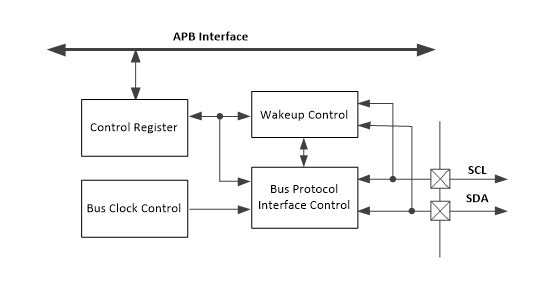 APB Interface
Control Register
Wakeup Control
Bus Clock Control
Bus Protocol
Interface Control
SCL
SDA